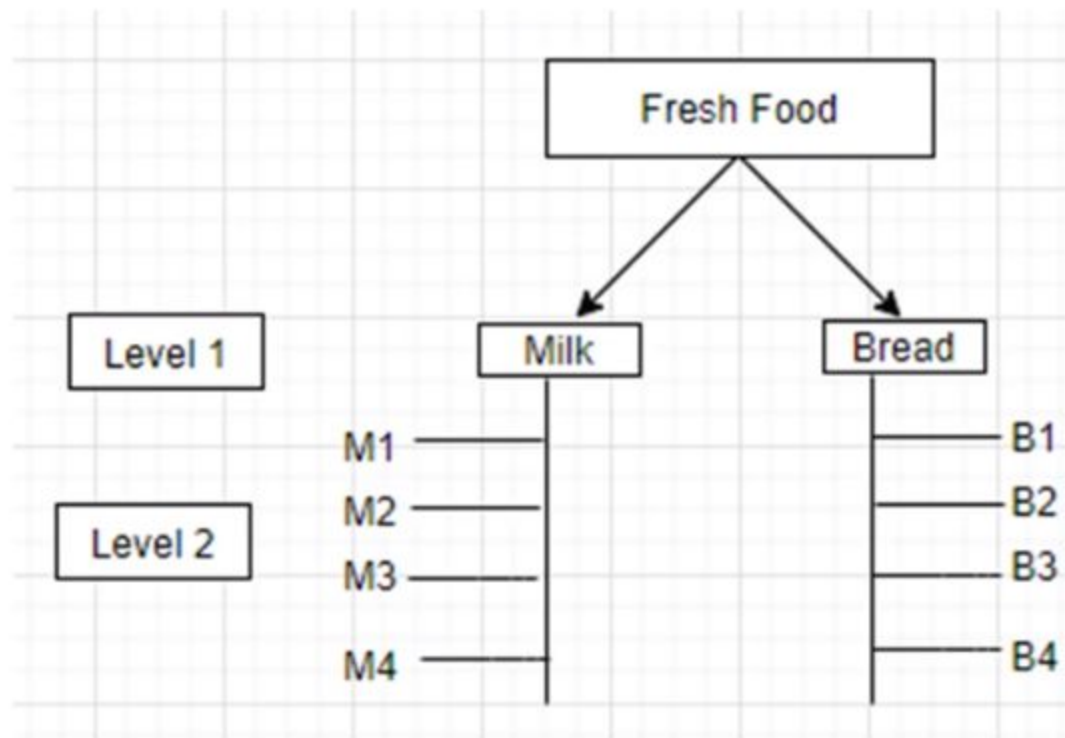 Fresh Food
Level 1
Milk
Bread
M1
B1
M2
B2
Level 2
M3
B3
M4
B4